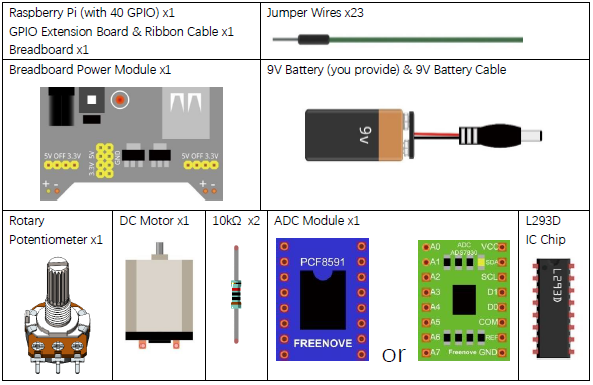 Raspberry Pi (with 40 GPIO) x1
GPIO Extension Board & Ribbon Cable x1
Breadboard x1
Jumper Wires x23
Breadboard Power Module x1
5V OFF 3.3V
3.3V 5V
GND
5V OFF 3.3V
+ -
- +
9V Battery (you provide) & 9V Battery Cable
9v
Rotary
Potentiometer x1
DC Motor x1
10kΩ x2
ADC Module x1
PCF8591
FREENOVE
or
ADC
ADS7830
A0 VCC
A1 SDA
A2 SCL
A3 D1
A4 D0
A5 COM
A6 REF
A7 GND
Freenove
L293D
IC Chip
L293D